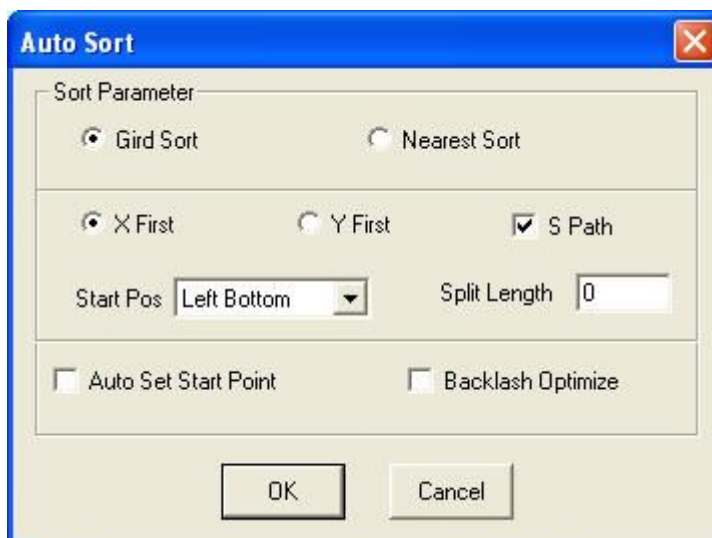 Auto Sort
Sort Parameter
Gird Sort Nearest Sort
X First Y First S Path
Start Pos Left Bottom Split Length 0
Auto Set Start Point Backlash Optimize
OK Cancel